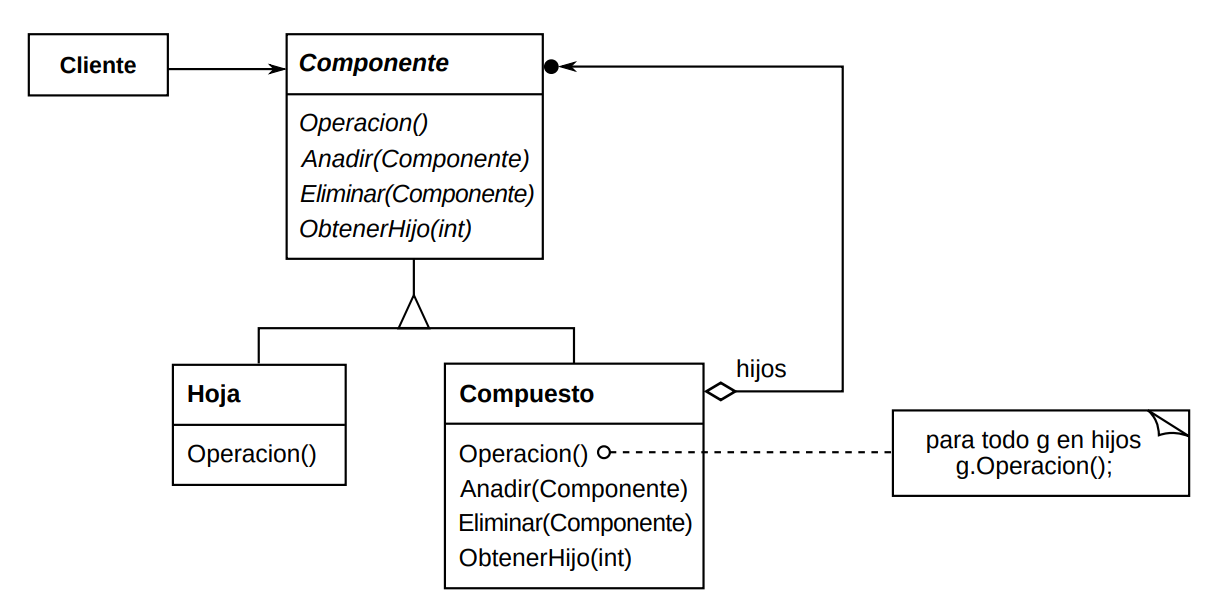 Cliente
Componente
Operacion()
Anadir(Componente)
Eliminar(Componente)
ObtenerHijo(int)
Hoja
Operacion()
Compuesto
Operacion()
Anadir(Componente)
Eliminar(Componente)
ObtenerHijo(int)
hijos
para todo g en hijos
g.Operacion();